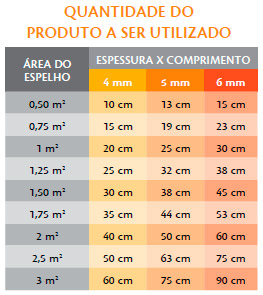 QUANTIDADE DO
PRODUTO A SER UTILIZADO
ÁREA DO ESPELHO
ESPESSURA X COMPRIMENTO
4 mm 5 mm 6 mm
0,50 m² 10 cm 13 cm 15 cm
0,75 m² 15 cm 19 cm 23 cm
1 m² 20 cm 25 cm 30 cm
1,25 m² 25 cm 32 cm 38 cm
1,50 m² 30 cm 38 cm 45 cm
1,75 m² 35 cm 44 cm 53 cm
2 m² 40 cm 50 cm 60 cm
2,5 m² 50 cm 63 cm 75 cm
3 m² 60 cm 75 cm 90 cm